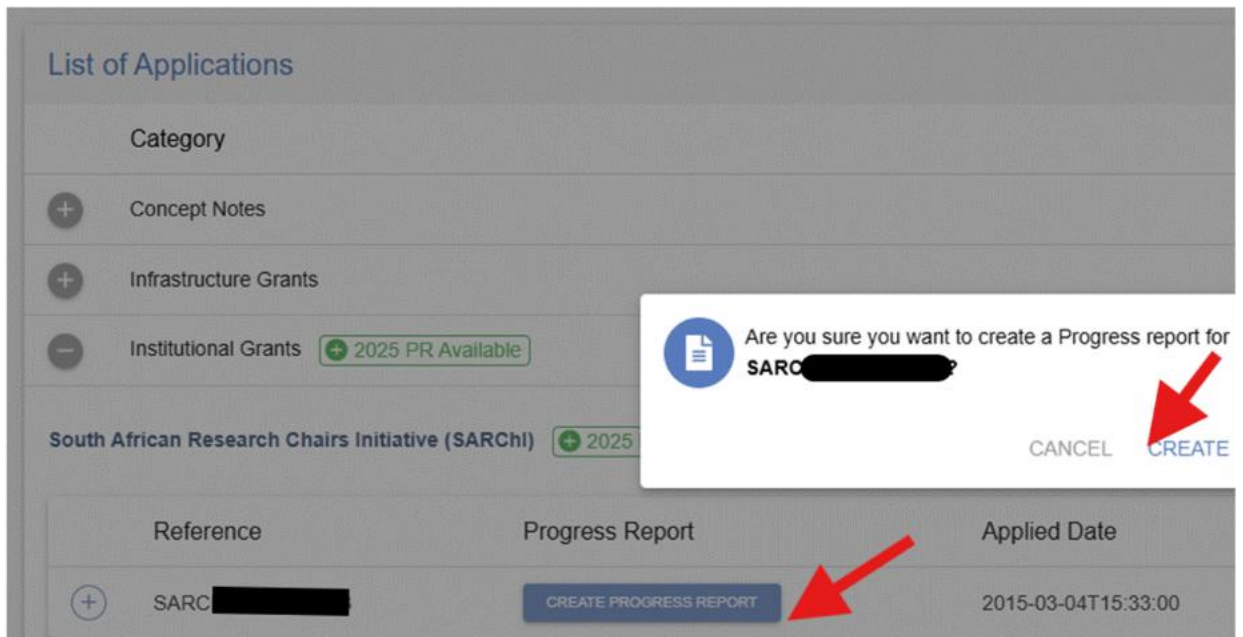 List of Applications
Category
Concept Notes
Infrastructure Grants
Institutional Grants 2025 PR Available
Are you sure you want to create a Progress report for
SARC ?
South African Research Chairs Initiative (SARChI) 2025
CANCEL CREATE
Reference Progress Report Applied Date
SARC CREATE PROGRESS REPORT 2015-03-04T15:33:00